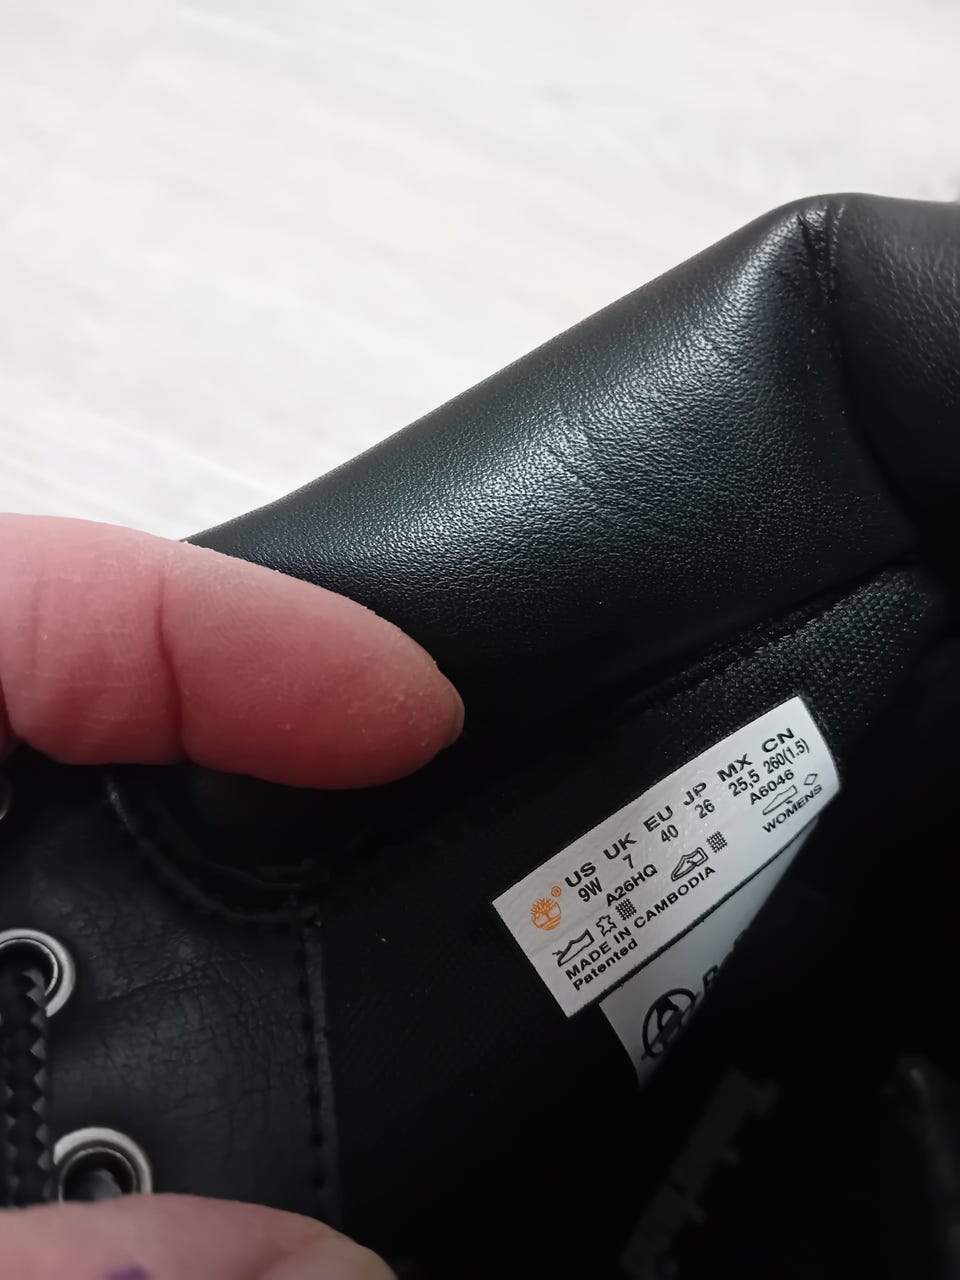 US UK EU JP MX CN
9W 7 40 26 25,5 260(1.5)
A26HQ A6046
MADE IN CAMBODIA WOMENS
Patented